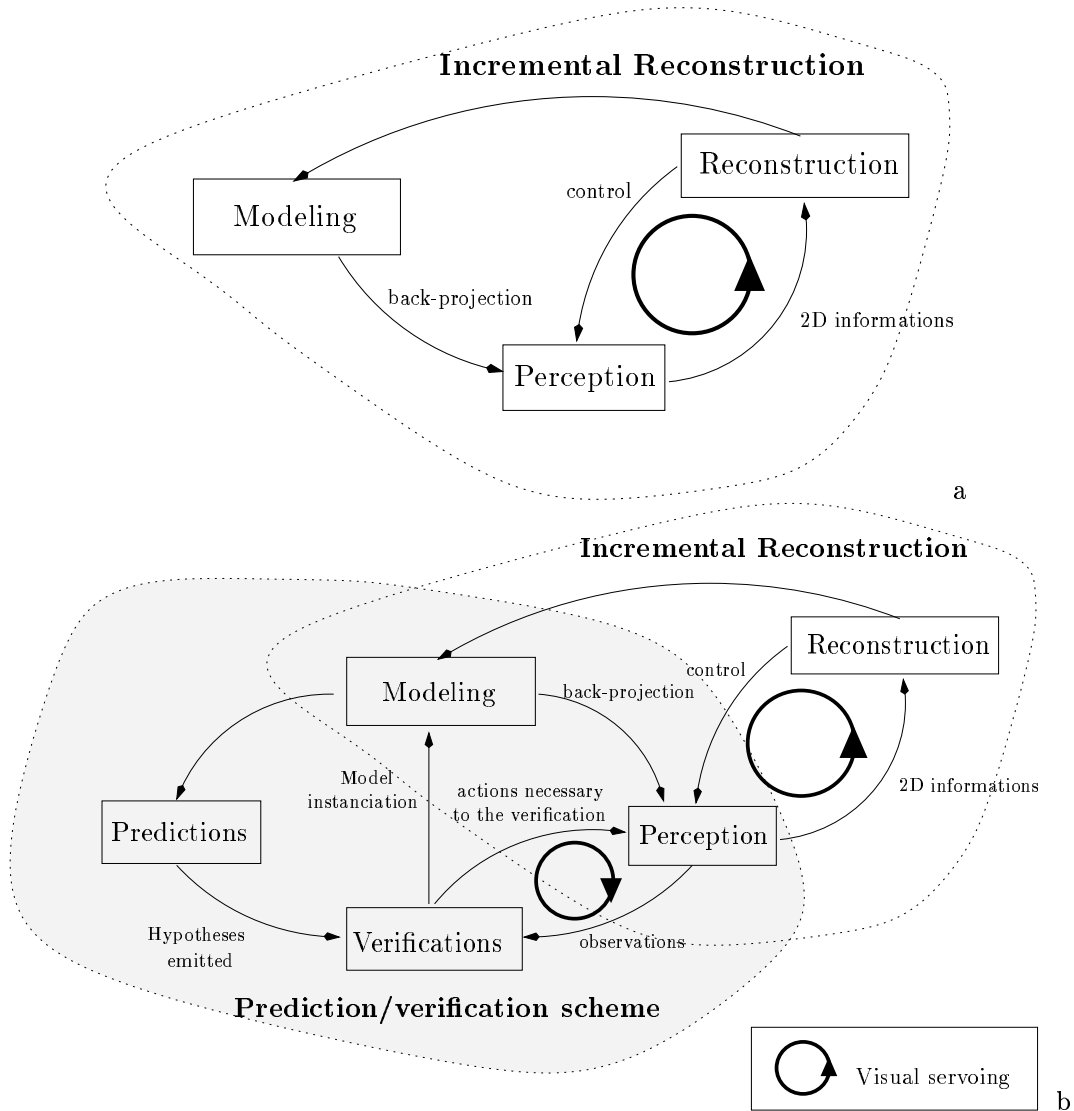 Incremental Reconstruction
Reconstruction
control
Modeling
back-projection
2D informations
Perception
a
Incremental Reconstruction
Reconstruction
control
Modeling
back-projection
Model
instanciation
actions necessary
to the verification
2D informations
Predictions
Perception
Hypotheses
emitted
Verifications
observations
Prediction/verification scheme
Visual servoing
b